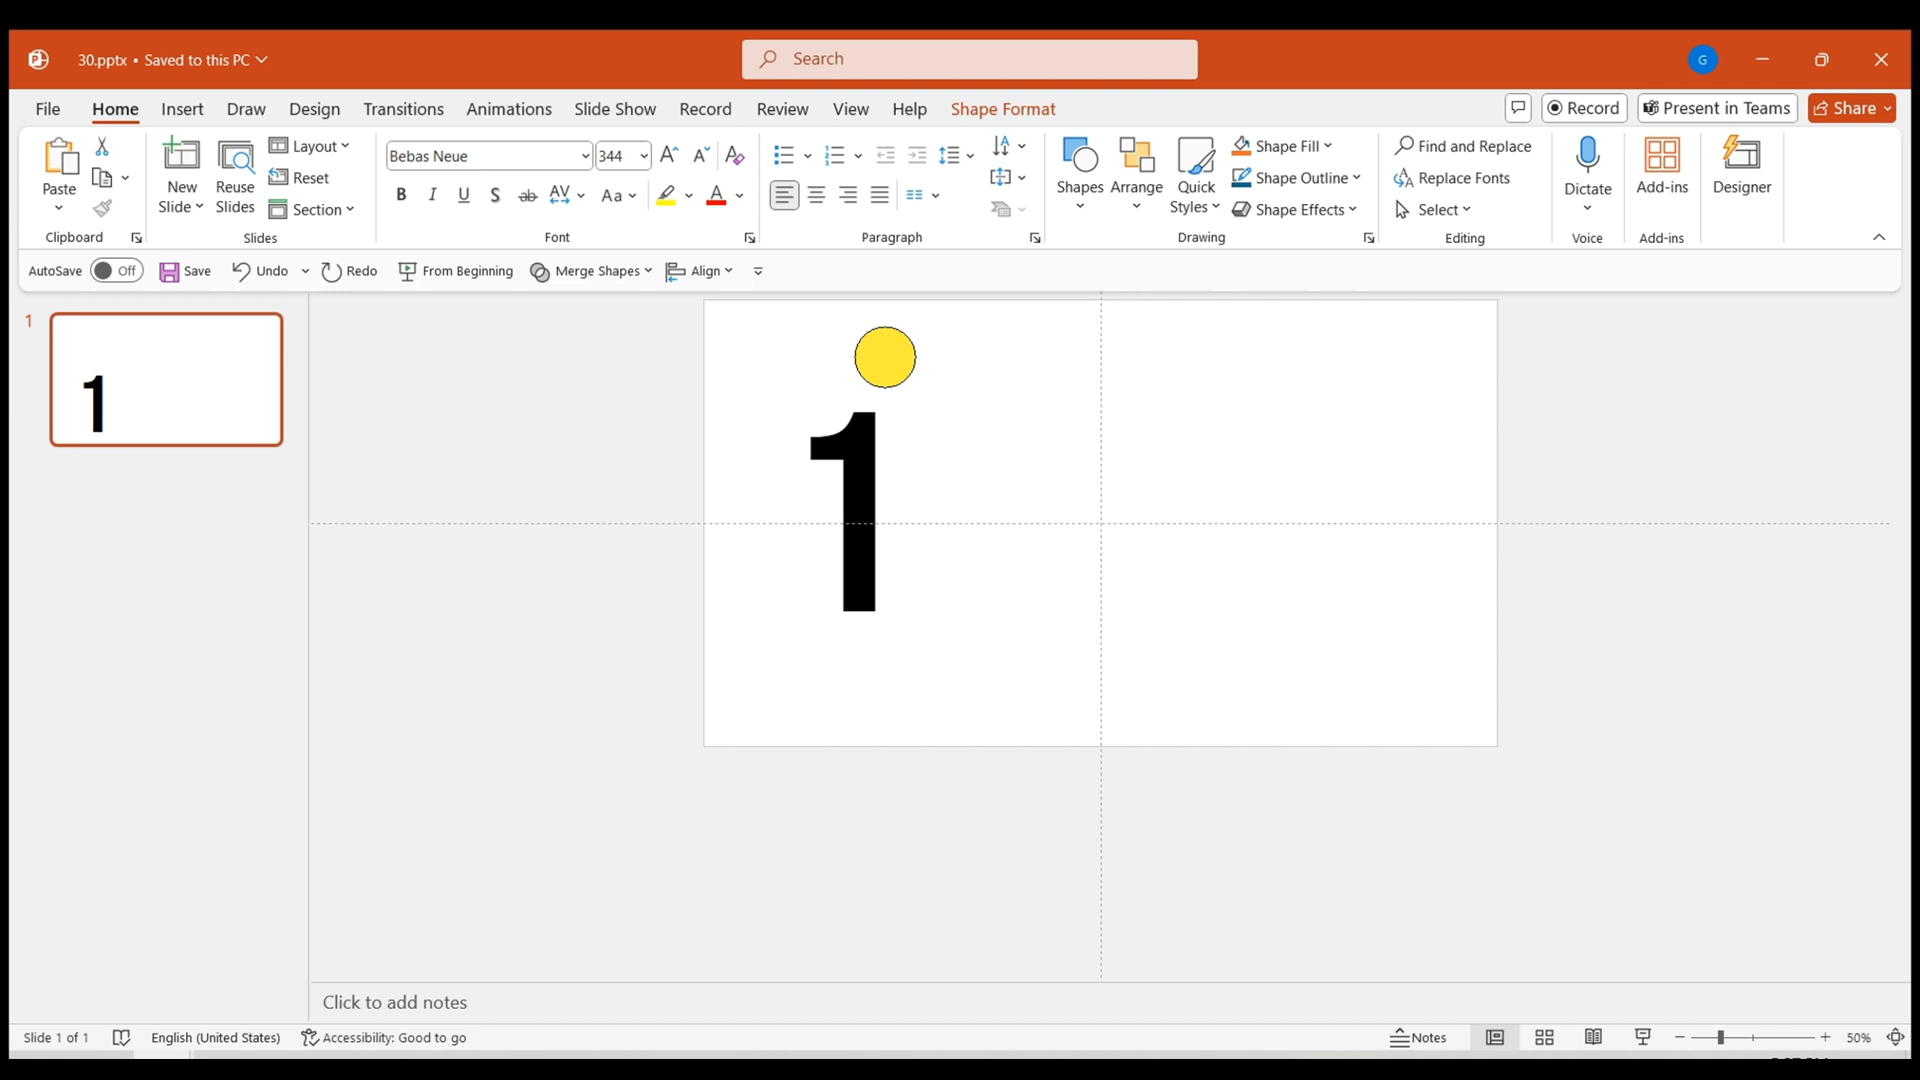 30.pptx • Saved to this PC
Search
G
File Home Insert Draw Design Transitions Animations Slide Show Record Review View Help Shape Format
Record Present in Teams Share
Paste
Clipboard
New Slide
Reuse Slides
Layout
Reset
Section
Slides
Bebas Neue 344
Font
Paragraph
Shapes
Arrange
Quick Styles
Shape Fill
Shape Outline
Shape Effects
Drawing
Find and Replace
Replace Fonts
Select
Editing
Dictate
Voice
Add-ins
Add-ins
Designer
AutoSave Off Save Undo Redo From Beginning Merge Shapes Align
1
1
1
Click to add notes
Slide 1 of 1 English (United States) Accessibility: Good to go Notes 50%